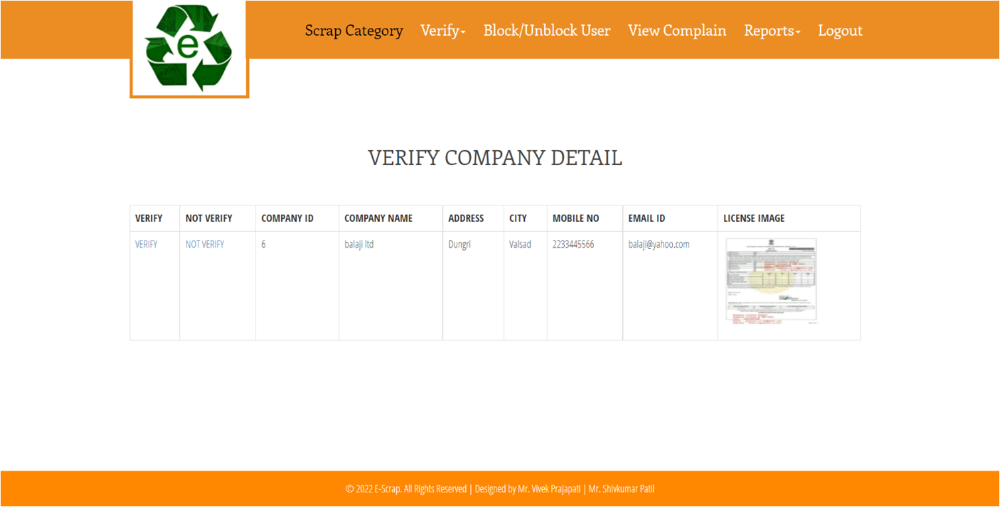 e
Scrap Category Verify Block/Unblock User View Complain Reports Logout
VERIFY COMPANY DETAIL
VERIFY NOT VERIFY COMPANY ID COMPANY NAME ADDRESS CITY MOBILE NO EMAIL ID LICENSE IMAGE
VERIFY NOT VERIFY 6 balaji ltd Dungri Valsad 2233445566 balaji@yahoo.com
© 2022 E-Scrap. All Rights Reserved | Designed by Mr. Vivek Prajapati | Mr. Shivkumar Patil